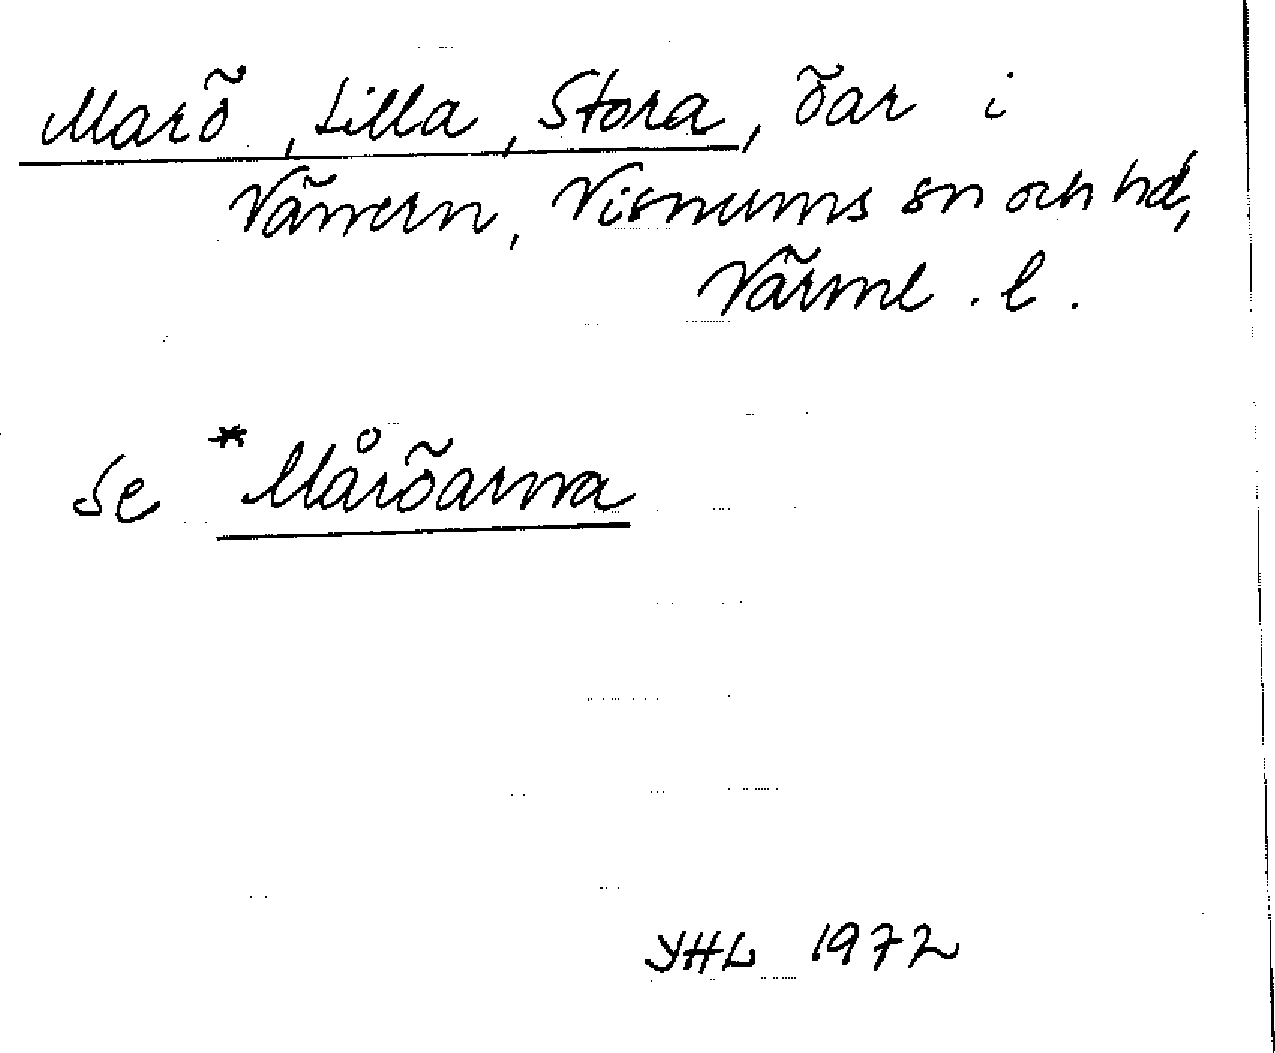 Marö, Lilla, Stora, öar i
Vänern, Visnums sn och hd,
Värml. l.
Se *Måröarna
YHL 1972